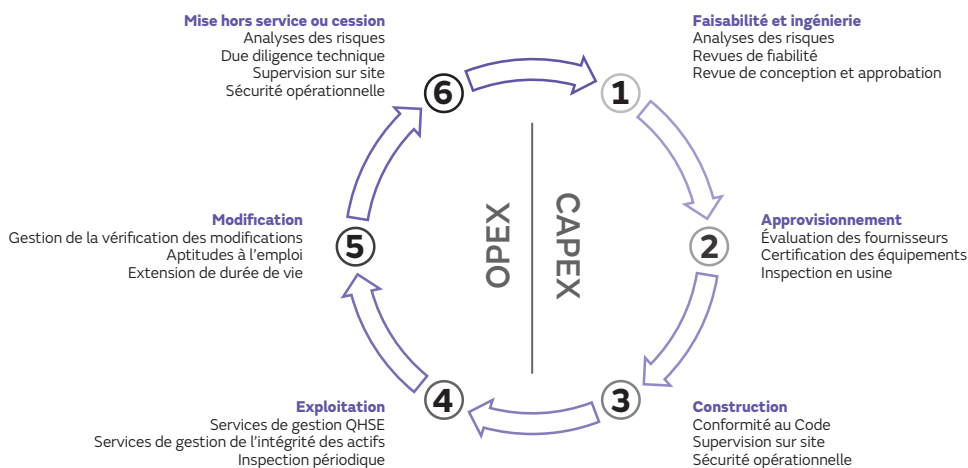 1
Faisabilité et ingénierie
Analyses des risques
Revues de fiabilité
Revue de conception et approbation
2
Approvisionnement
Évaluation des fournisseurs
Certification des équipements
Inspection en usine
3
Construction
Conformité au Code
Supervision sur site
Sécurité opérationnelle
4
Exploitation
Services de gestion QHSE
Services de gestion de l’intégrité des actifs
Inspection périodique
5
Modification
Gestion de la vérification des modifications
Aptitudes à l’emploi
Extension de durée de vie
6
Mise hors service ou cession
Analyses des risques
Due diligence technique
Supervision sur site
Sécurité opérationnelle
OPEX
CAPEX